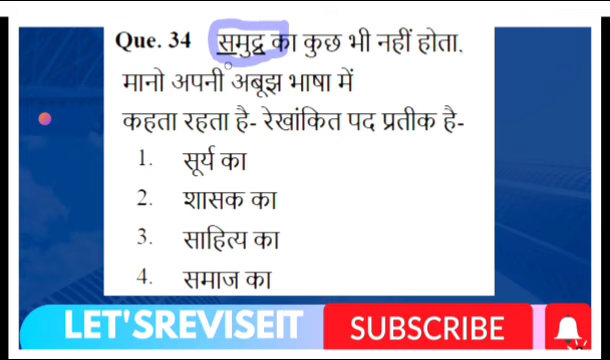 Que. 34 समुद्र का कुछ भी नहीं होता.
मानो अपनी अबूझ भाषा में
कहता रहता है- रेखांकित पद प्रतीक है-
1. सूर्य का
2. शासक का
3. साहित्य का
4. समाज का
LET'SREVISEIT SUBSCRIBE